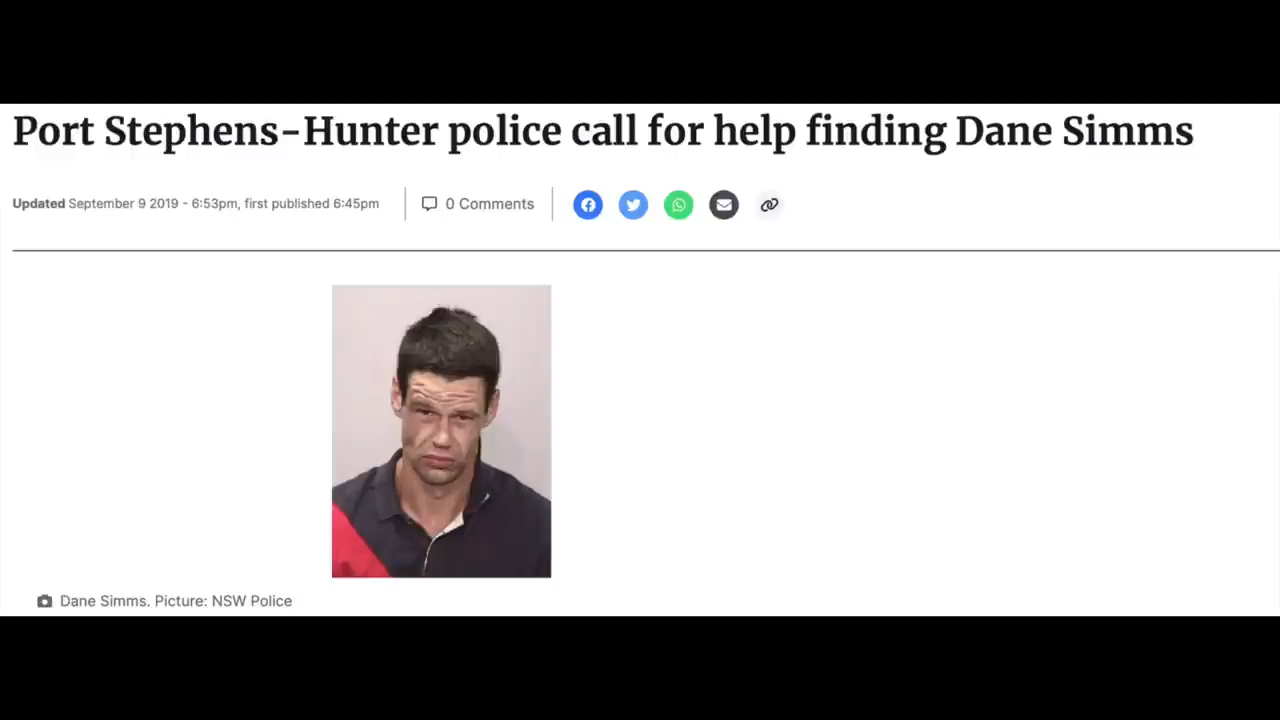 Port Stephens-Hunter police call for help finding Dane Simms
Updated September 9 2019 - 6:53pm, first published 6:45pm
0 Comments
Dane Simms. Picture: NSW Police